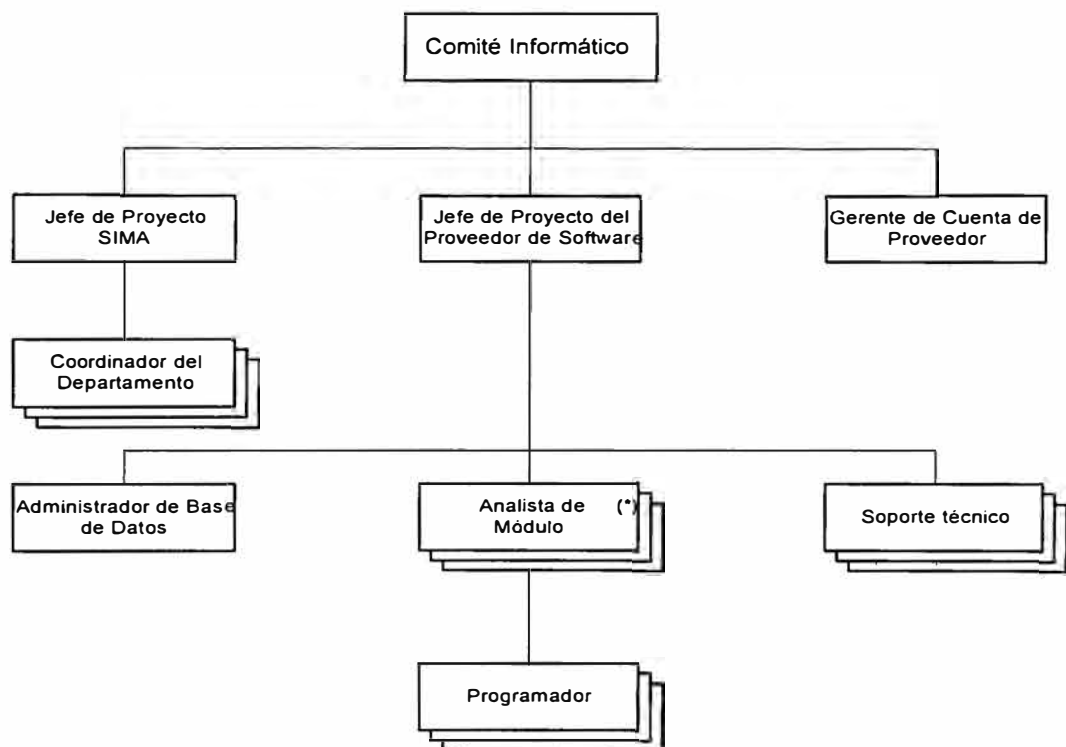 Comité Informático
Jefe de Proyecto
SIMA
Jefe de Proyecto del
Proveedor de Software
Gerente de Cuenta de
Proveedor
Coordinador del
Departamento
Administrador de Base
de Datos
Analista de (*)
Módulo
Soporte técnico
Programador